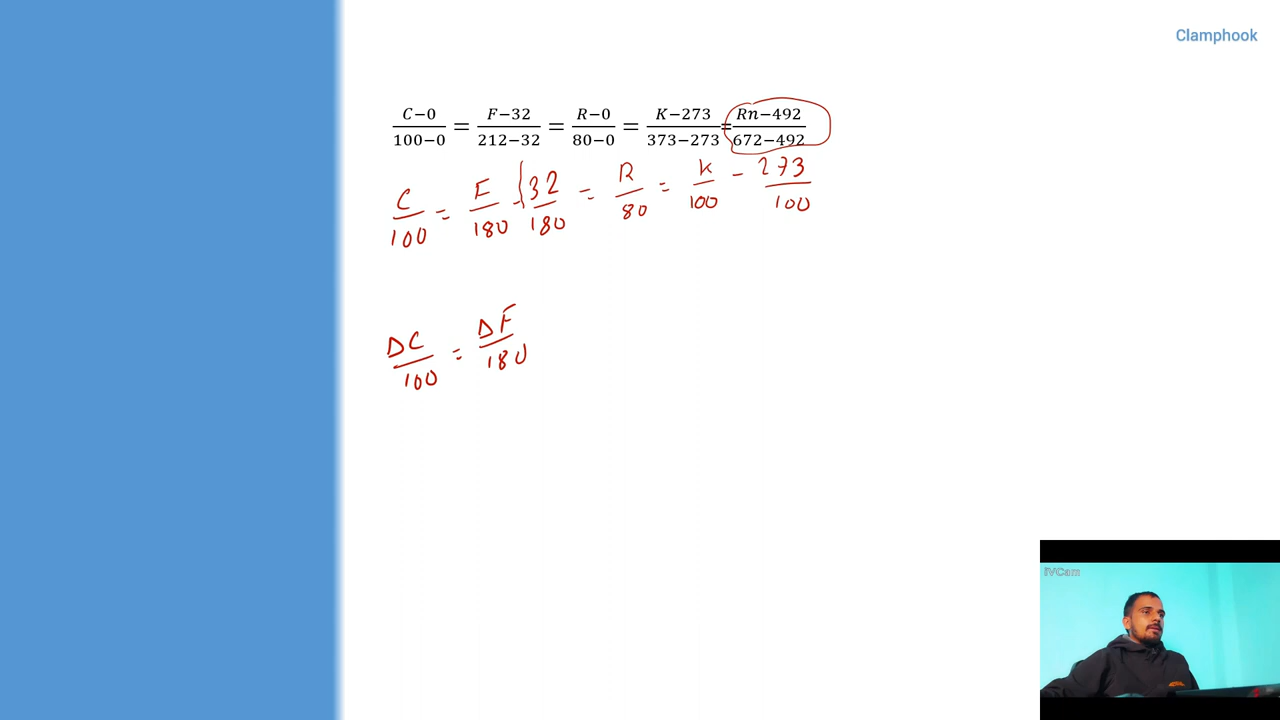 Clamphook
C−0/100−0 = F−32/212−32 = R−0/80−0 = K−273/373−273 = Rn−492/672−492
C/100 = F/180 - 32/180 = R/80 = K/100 - 273/100
ΔC/100 = ΔF/180
iVCam